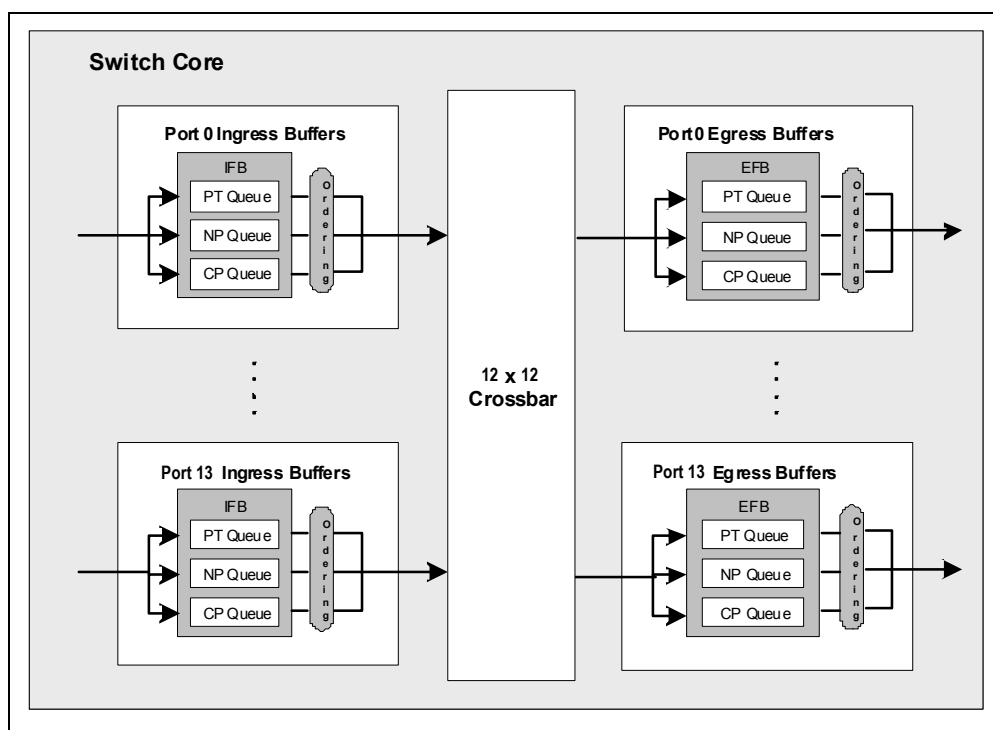 Switch Core
Port 0 Ingress Buffers
IFB
PT Queue
NP Queue
CP Queue
Ordering
Port 13 Ingress Buffers
IFB
PT Queue
NP Queue
CP Queue
Ordering
12 x 12
Crossbar
Port0 Egress Buffers
EFB
PT Queue
NP Queue
CP Queue
Ordering
Port 13 Egress Buffers
EFB
PT Queue
NP Queue
CP Queue
Ordering